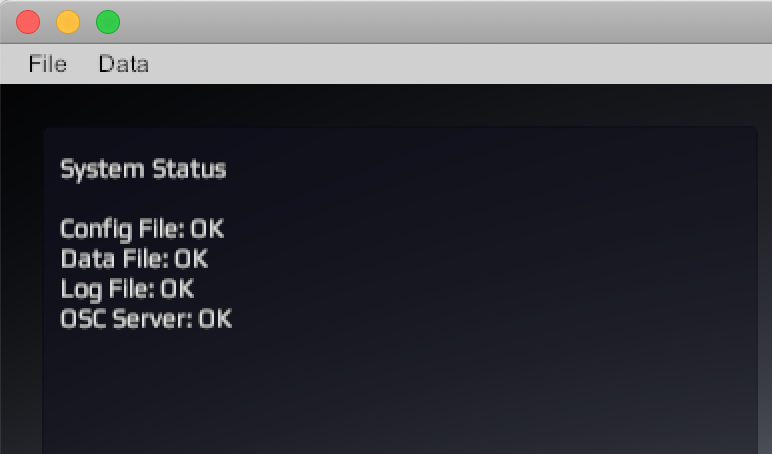 File Data
System Status
Config File: OK
Data File: OK
Log File: OK
OSC Server: OK